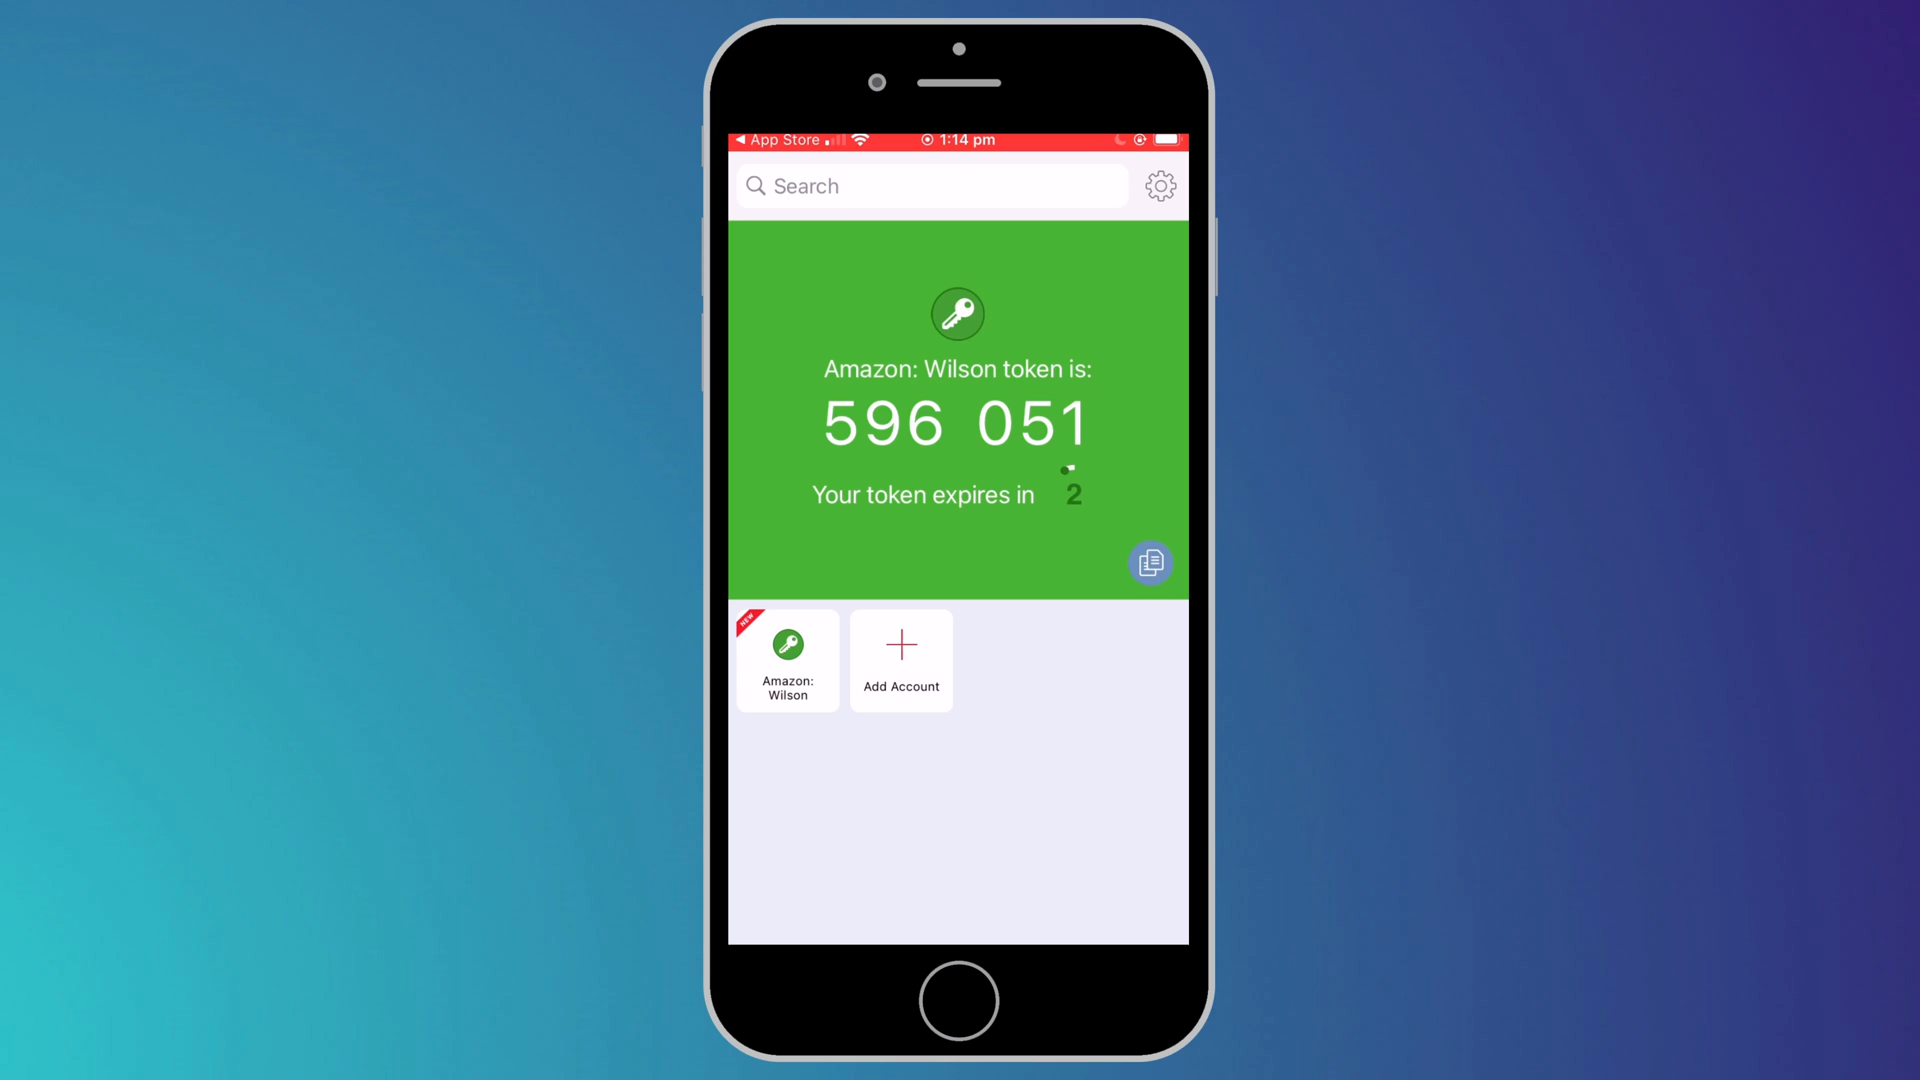 App Store
1:14 pm
Search
Amazon: Wilson token is:
596 051
Your token expires in 2
NEW
Amazon:
Wilson
Add Account